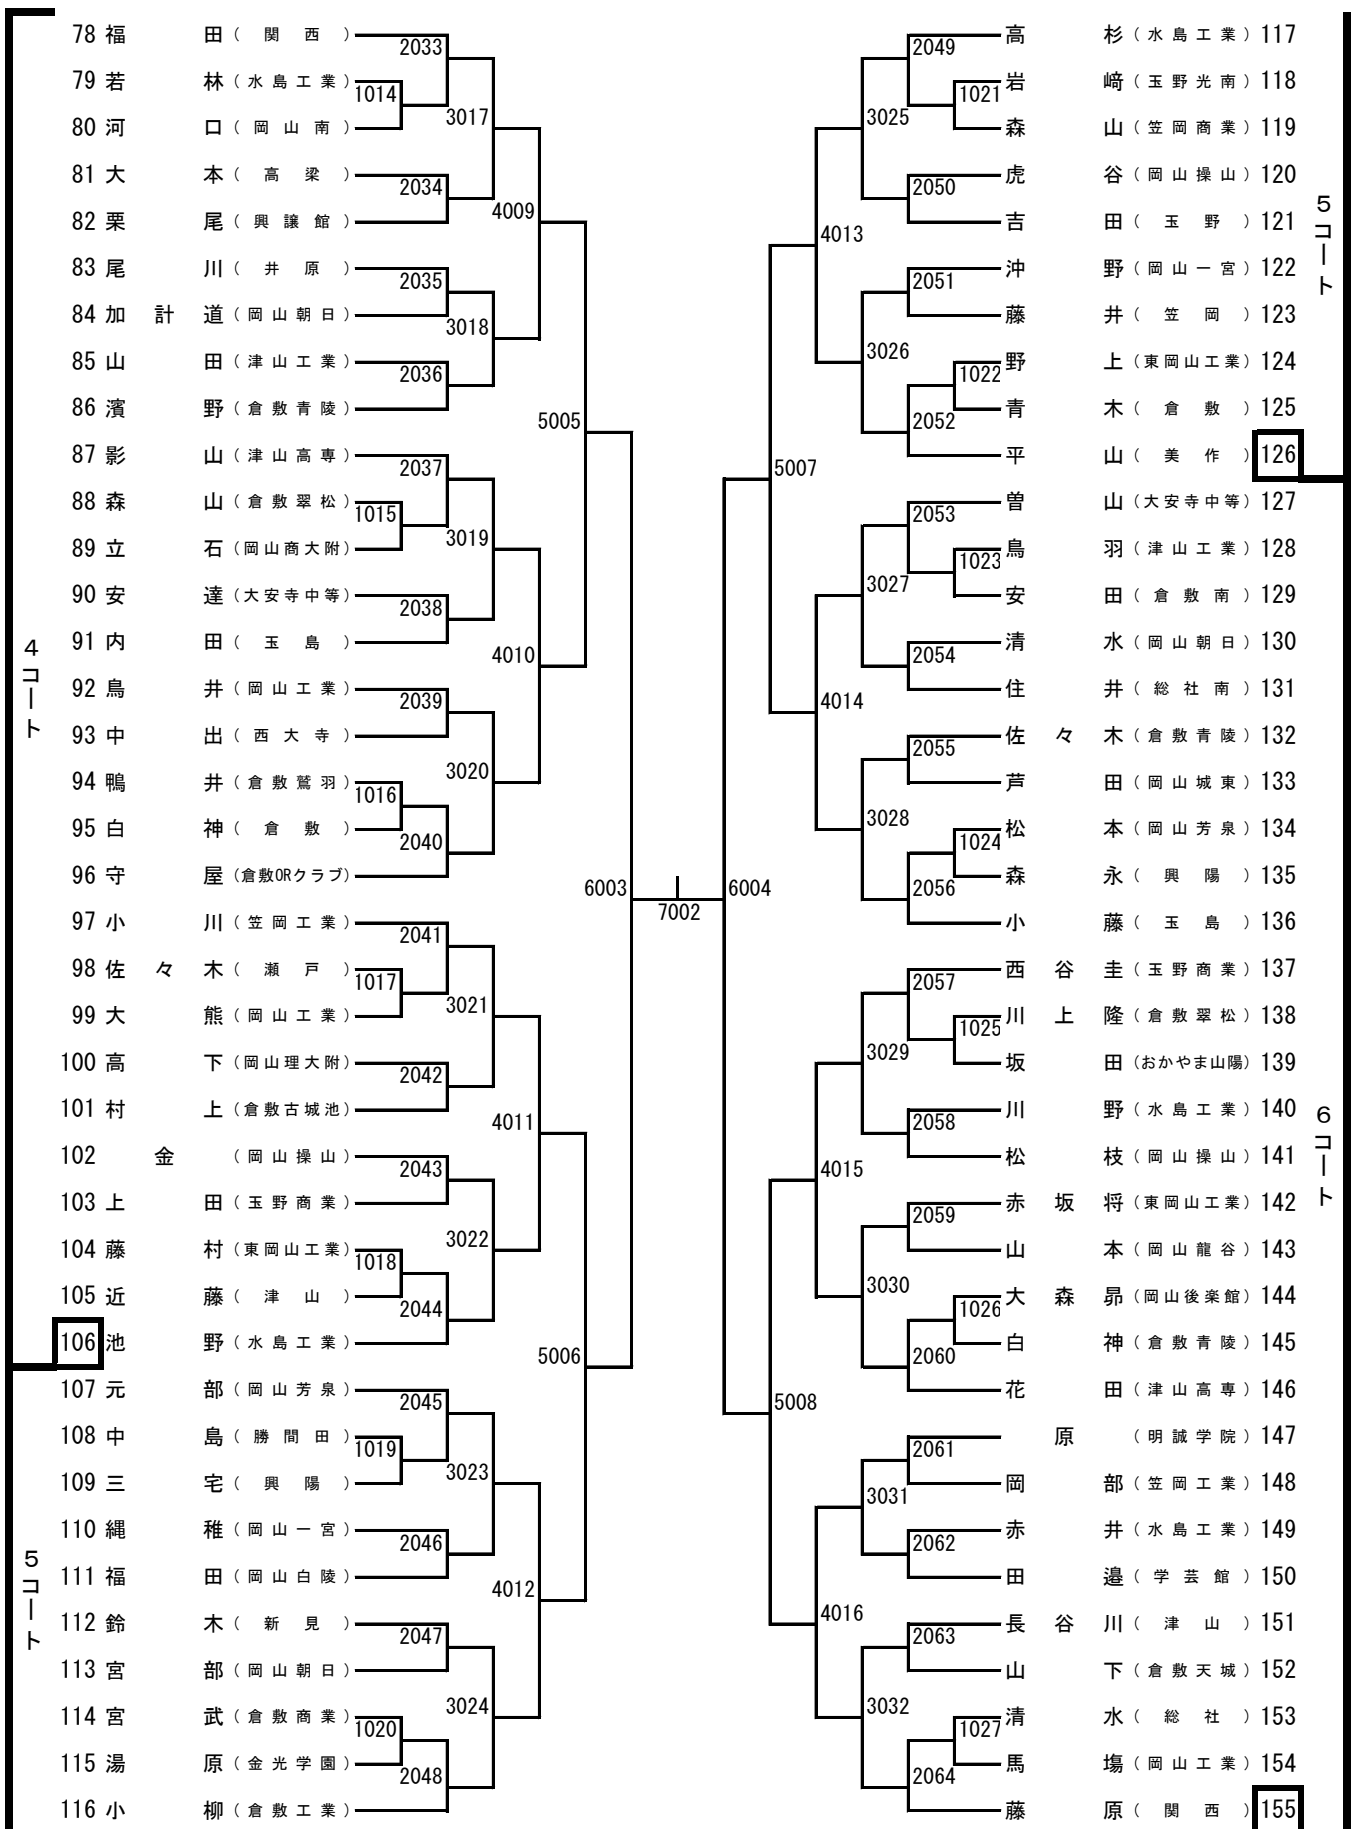 78 福田（関西）
79 若林（水島工業）
80 河口（岡山南）
81 大本（高梁）
82 栗尾（興譲館）
83 尾川（井原）
84 加計道（岡山朝日）
85 山田（津山工業）
86 濱野（倉敷青陵）
87 影山（津山高専）
88 森山（倉敷翠松）
89 立石（岡山商大附）
90 安達（大安寺中等）
91 内田（玉島）
92 鳥井（岡山工業）
93 中出（西大寺）
94 鴨井（倉敷鷲羽）
95 白神（倉敷）
96 守屋（倉敷ORクラブ）
97 小川（笠岡工業）
98 佐々木（瀬戸）
99 大熊（岡山工業）
100 高下（岡山理大附）
101 村上（倉敷古城池）
102 金（岡山操山）
103 上田（玉野商業）
104 藤村（東岡山工業）
105 近藤（津山）
106 池野（水島工業）
107 元部（岡山芳泉）
108 中島（勝間田）
109 三宅（興陽）
110 縄稚（岡山一宮）
111 福田（岡山白陵）
112 鈴木（新見）
113 宮部（岡山朝日）
114 宮武（倉敷商業）
115 湯原（金光学園）
116 小柳（倉敷工業）
4コート
5コート
1014
1015
1016
1017
1018
1019
1020
2033
2034
2035
2036
2037
2038
2039
2040
2041
2042
2043
2044
2045
2046
2047
2048
3017
3018
3019
3020
3021
3022
3023
3024
4009
4010
4011
4012
5005
5006
6003
7002
6004
5007
5008
4013
4014
4015
4016
3025
3026
3027
3028
3029
3030
3031
3032
2049
2050
2051
2052
2053
2054
2055
2056
2057
2058
2059
2060
2061
2062
2063
2064
1021
1022
1023
1024
1025
1026
1027
高杉（水島工業）117
岩﨑（玉野光南）118
森山（笠岡商業）119
虎谷（岡山操山）120
吉田（玉野）121
沖野（岡山一宮）122
藤井（笠岡）123
野上（東岡山工業）124
青木（倉敷）125
平山（美作）126
曽山（大安寺中等）127
鳥羽（津山工業）128
安田（倉敷南）129
清水（岡山朝日）130
住井（総社南）131
佐々木（倉敷青陵）132
芦田（岡山城東）133
松本（岡山芳泉）134
森永（興陽）135
小藤（玉島）136
西谷圭（玉野商業）137
川上隆（倉敷翠松）138
坂田（おかやま山陽）139
川野（水島工業）140
松枝（岡山操山）141
赤坂将（東岡山工業）142
山本（岡山龍谷）143
大森昴（岡山後楽館）144
白神（倉敷青陵）145
花田（津山高専）146
原（明誠学院）147
岡部（笠岡工業）148
赤井（水島工業）149
田邉（学芸館）150
長谷川（津山）151
山下（倉敷天城）152
清水（総社）153
馬場（岡山工業）154
藤原（関西）155
5コート
6コート